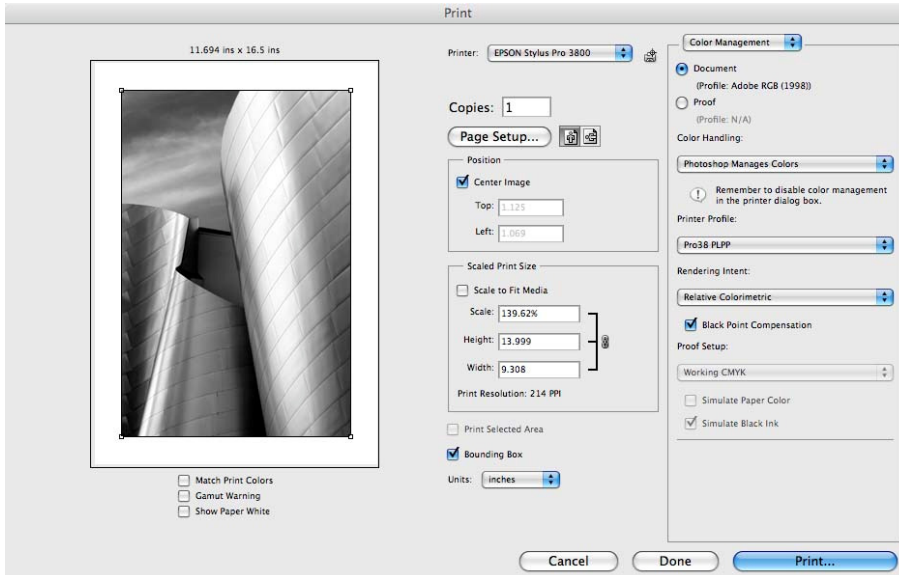 Print
11.694 ins x 16.5 ins
Match Print Colors
Gamut Warning
Show Paper White
Printer: EPSON Stylus Pro 3800
Copies: 1
Page Setup...
Position
Center Image
Top: 1.125
Left: 1.069
Scaled Print Size
Scale to Fit Media
Scale: 139.62%
Height: 13.999
Width: 9.308
Print Resolution: 214 PPI
Print Selected Area
Bounding Box
Units: inches
Color Management
Document
(Profile: Adobe RGB (1998))
Proof
(Profile: N/A)
Color Handling:
Photoshop Manages Colors
Remember to disable color management
in the printer dialog box.
Printer Profile:
Pro38 PLPP
Rendering Intent:
Relative Colorimetric
Black Point Compensation
Proof Setup:
Working CMYK
Simulate Paper Color
Simulate Black Ink
Cancel
Done
Print...